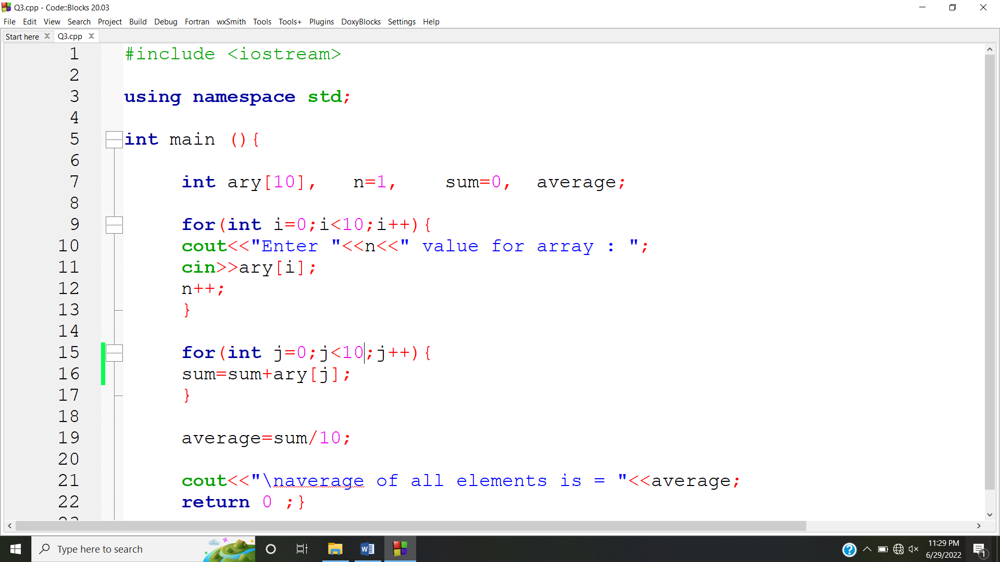 Q3.cpp - Code::Blocks 20.03
File Edit View Search Project Build Debug Fortran wxSmith Tools Tools+ Plugins DoxyBlocks Settings Help
Start here Q3.cpp
1 #include <iostream>
2
3 using namespace std;
4
5 int main (){
6
7 int ary[10], n=1, sum=0, average;
8
9 for(int i=0;i<10;i++){
10 cout<<"Enter "<<n<<" value for array : ";
11 cin>>ary[i];
12 n++;
13 }
14
15 for(int j=0;j<10;j++){
16 sum=sum+ary[j];
17 }
18
19 average=sum/10;
20
21 cout<<"\naverage of all elements is = "<<average;
22 return 0 ;}
Type here to search
11:29 PM
6/29/2022
1